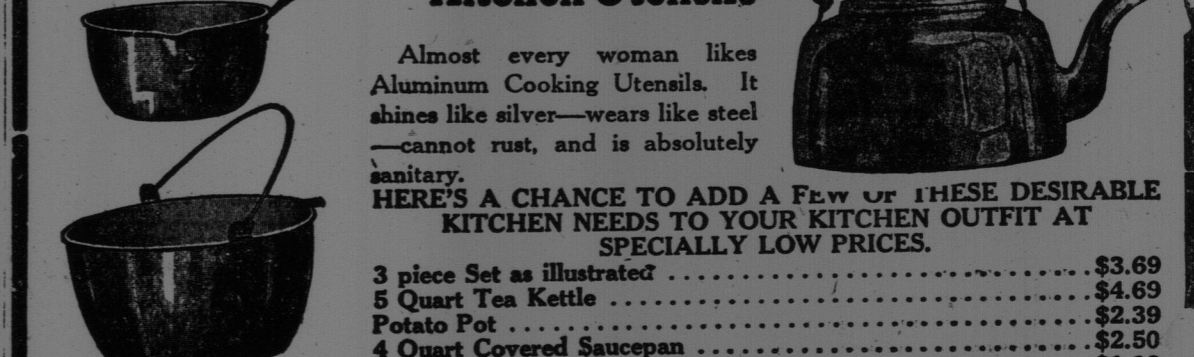 Kitchen Utensils
Almost every woman likes
Aluminum Cooking Utensils. It
shines like silver—wears like steel
—cannot rust, and is absolutely
sanitary.
HERE'S A CHANCE TO ADD A FEW OF THESE DESIRABLE
KITCHEN NEEDS TO YOUR KITCHEN OUTFIT AT
SPECIALLY LOW PRICES.
3 piece Set as illustrated ................................ $3.69
5 Quart Tea Kettle ................................ $4.69
Potato Pot ................................ $2.39
4 Quart Covered Saucepan ................................ $2.50